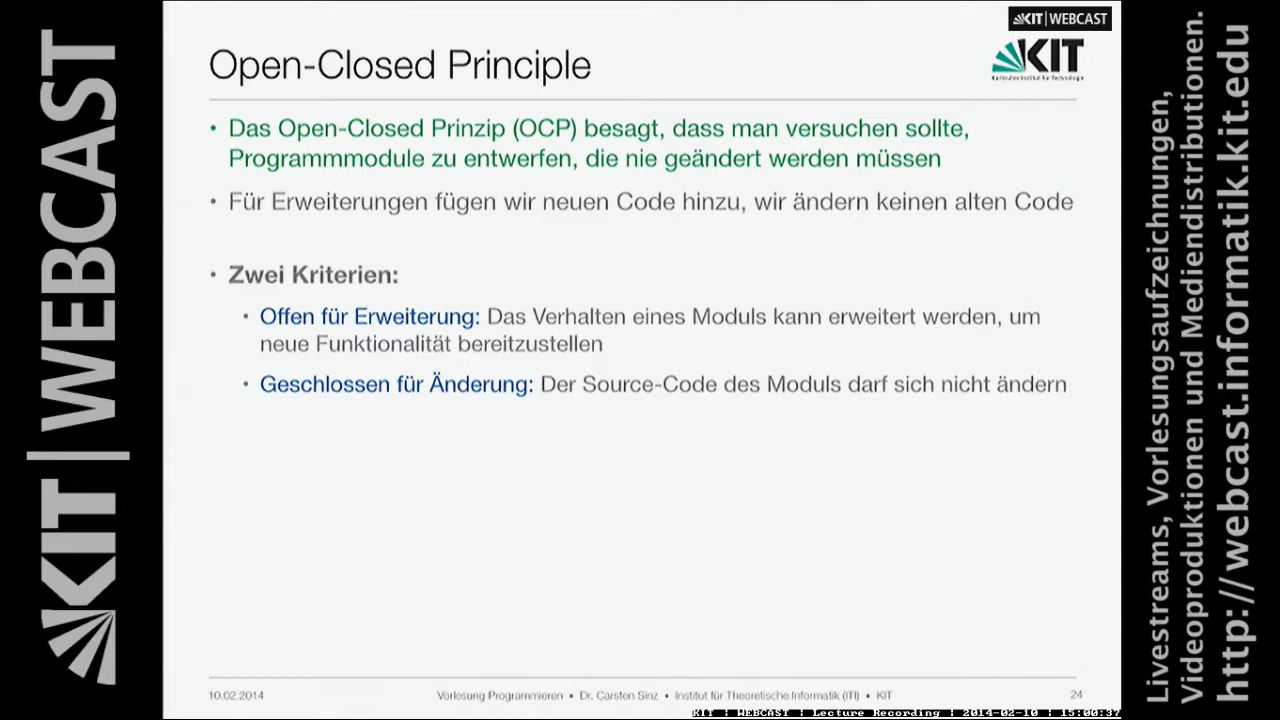 KIT | WEBCAST
KIT | WEBCAST
KIT
Karlsruher Institut für Technologie
Open-Closed Principle
• Das Open-Closed Prinzip (OCP) besagt, dass man versuchen sollte,
Programmmodule zu entwerfen, die nie geändert werden müssen
• Für Erweiterungen fügen wir neuen Code hinzu, wir ändern keinen alten Code
• Zwei Kriterien:
• Offen für Erweiterung: Das Verhalten eines Moduls kann erweitert werden, um
neue Funktionalität bereitzustellen
• Geschlossen für Änderung: Der Source-Code des Moduls darf sich nicht ändern
10.02.2014
Vorlesung Programmieren • Dr. Carsten Sinz • Institut für Theoretische Informatik (ITI) • KIT
24
KIT : WEBCAST : Lecture Recording : 2014-02-10 : 15:00:37
Livestreams, Vorlesungsaufzeichnungen,
Videoproduktionen und Mediendistributionen.
http://webcast.informatik.kit.edu